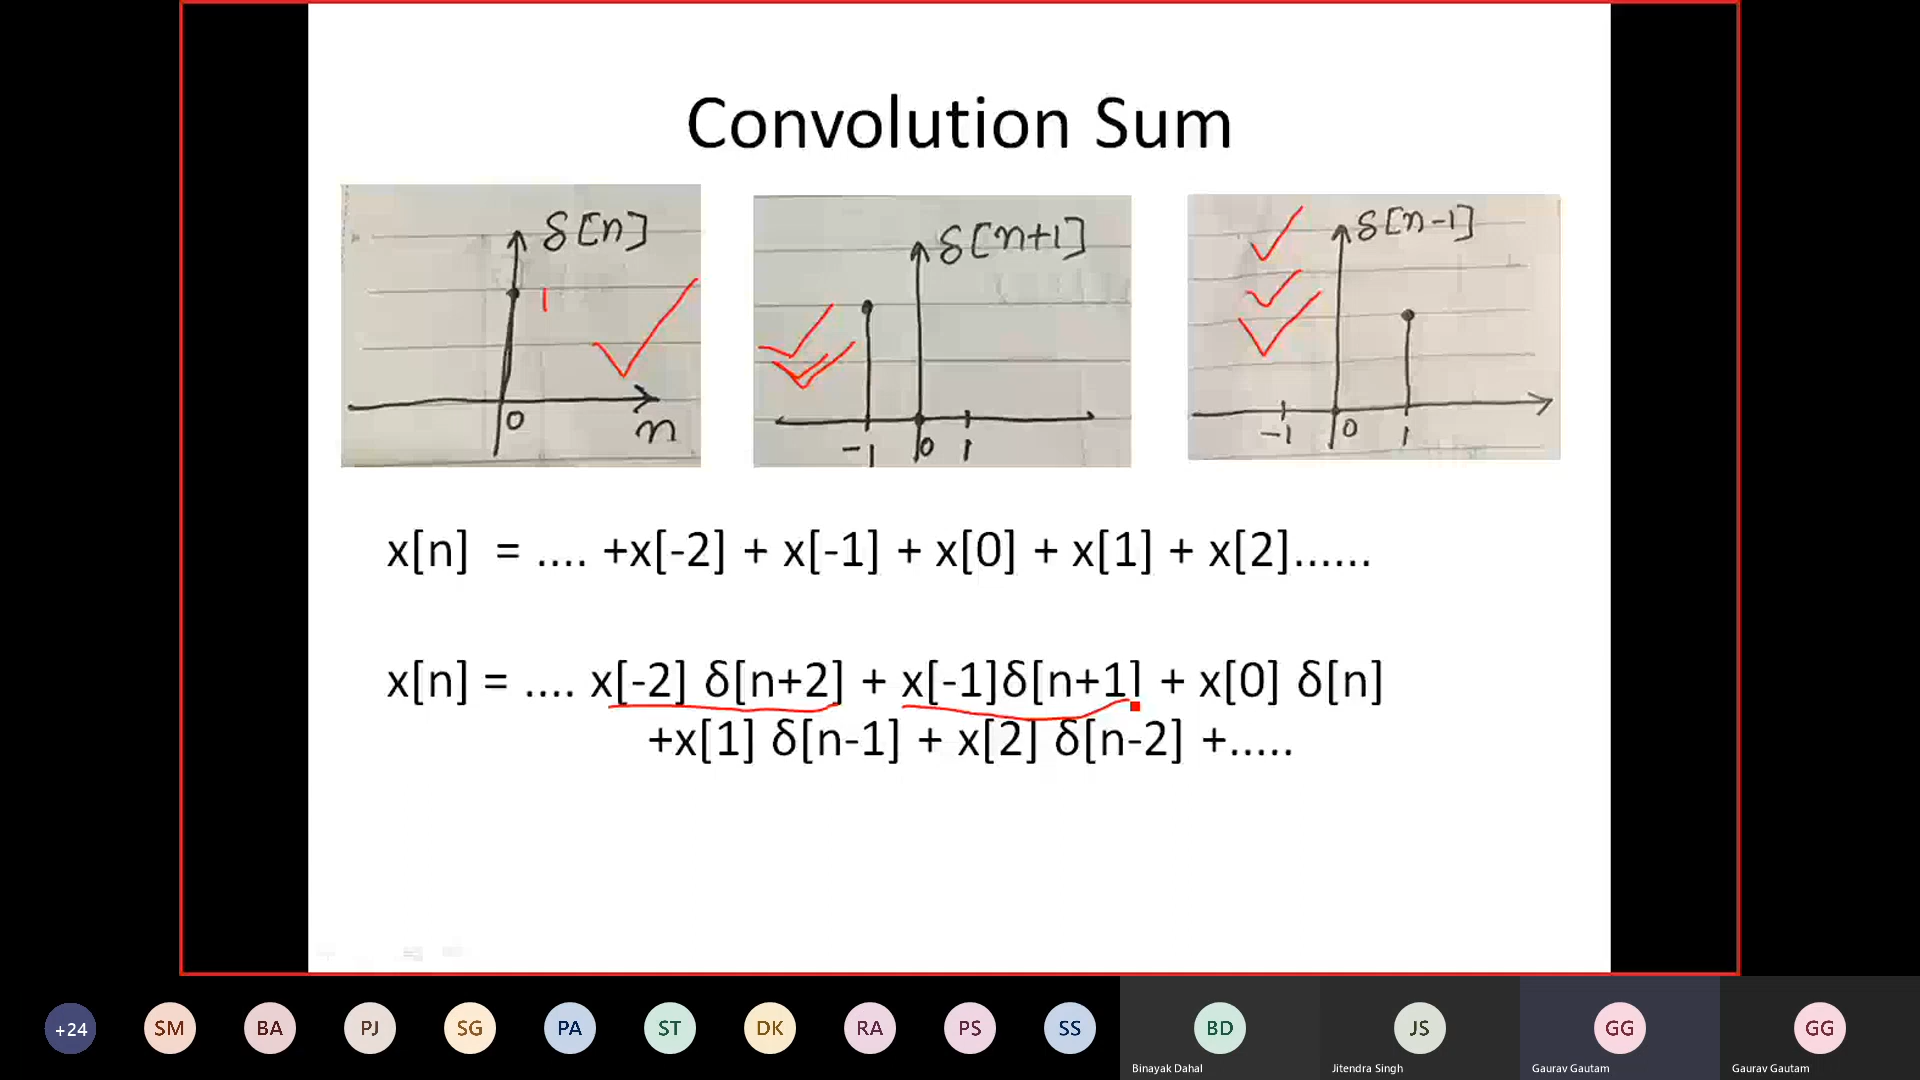 Convolution Sum
δ[n]
1
0
n
δ[n+1]
-1 0 1
δ[n-1]
-1 0 1
x[n] = .... +x[-2] + x[-1] + x[0] + x[1] + x[2]......
x[n] = .... x[-2] δ[n+2] + x[-1]δ[n+1] + x[0] δ[n]
+x[1] δ[n-1] + x[2] δ[n-2] +.....
+24 SM BA PJ SG PA ST DK RA PS SS BD JS GG GG
Binayak Dahal Jitendra Singh Gaurav Gautam Gaurav Gautam